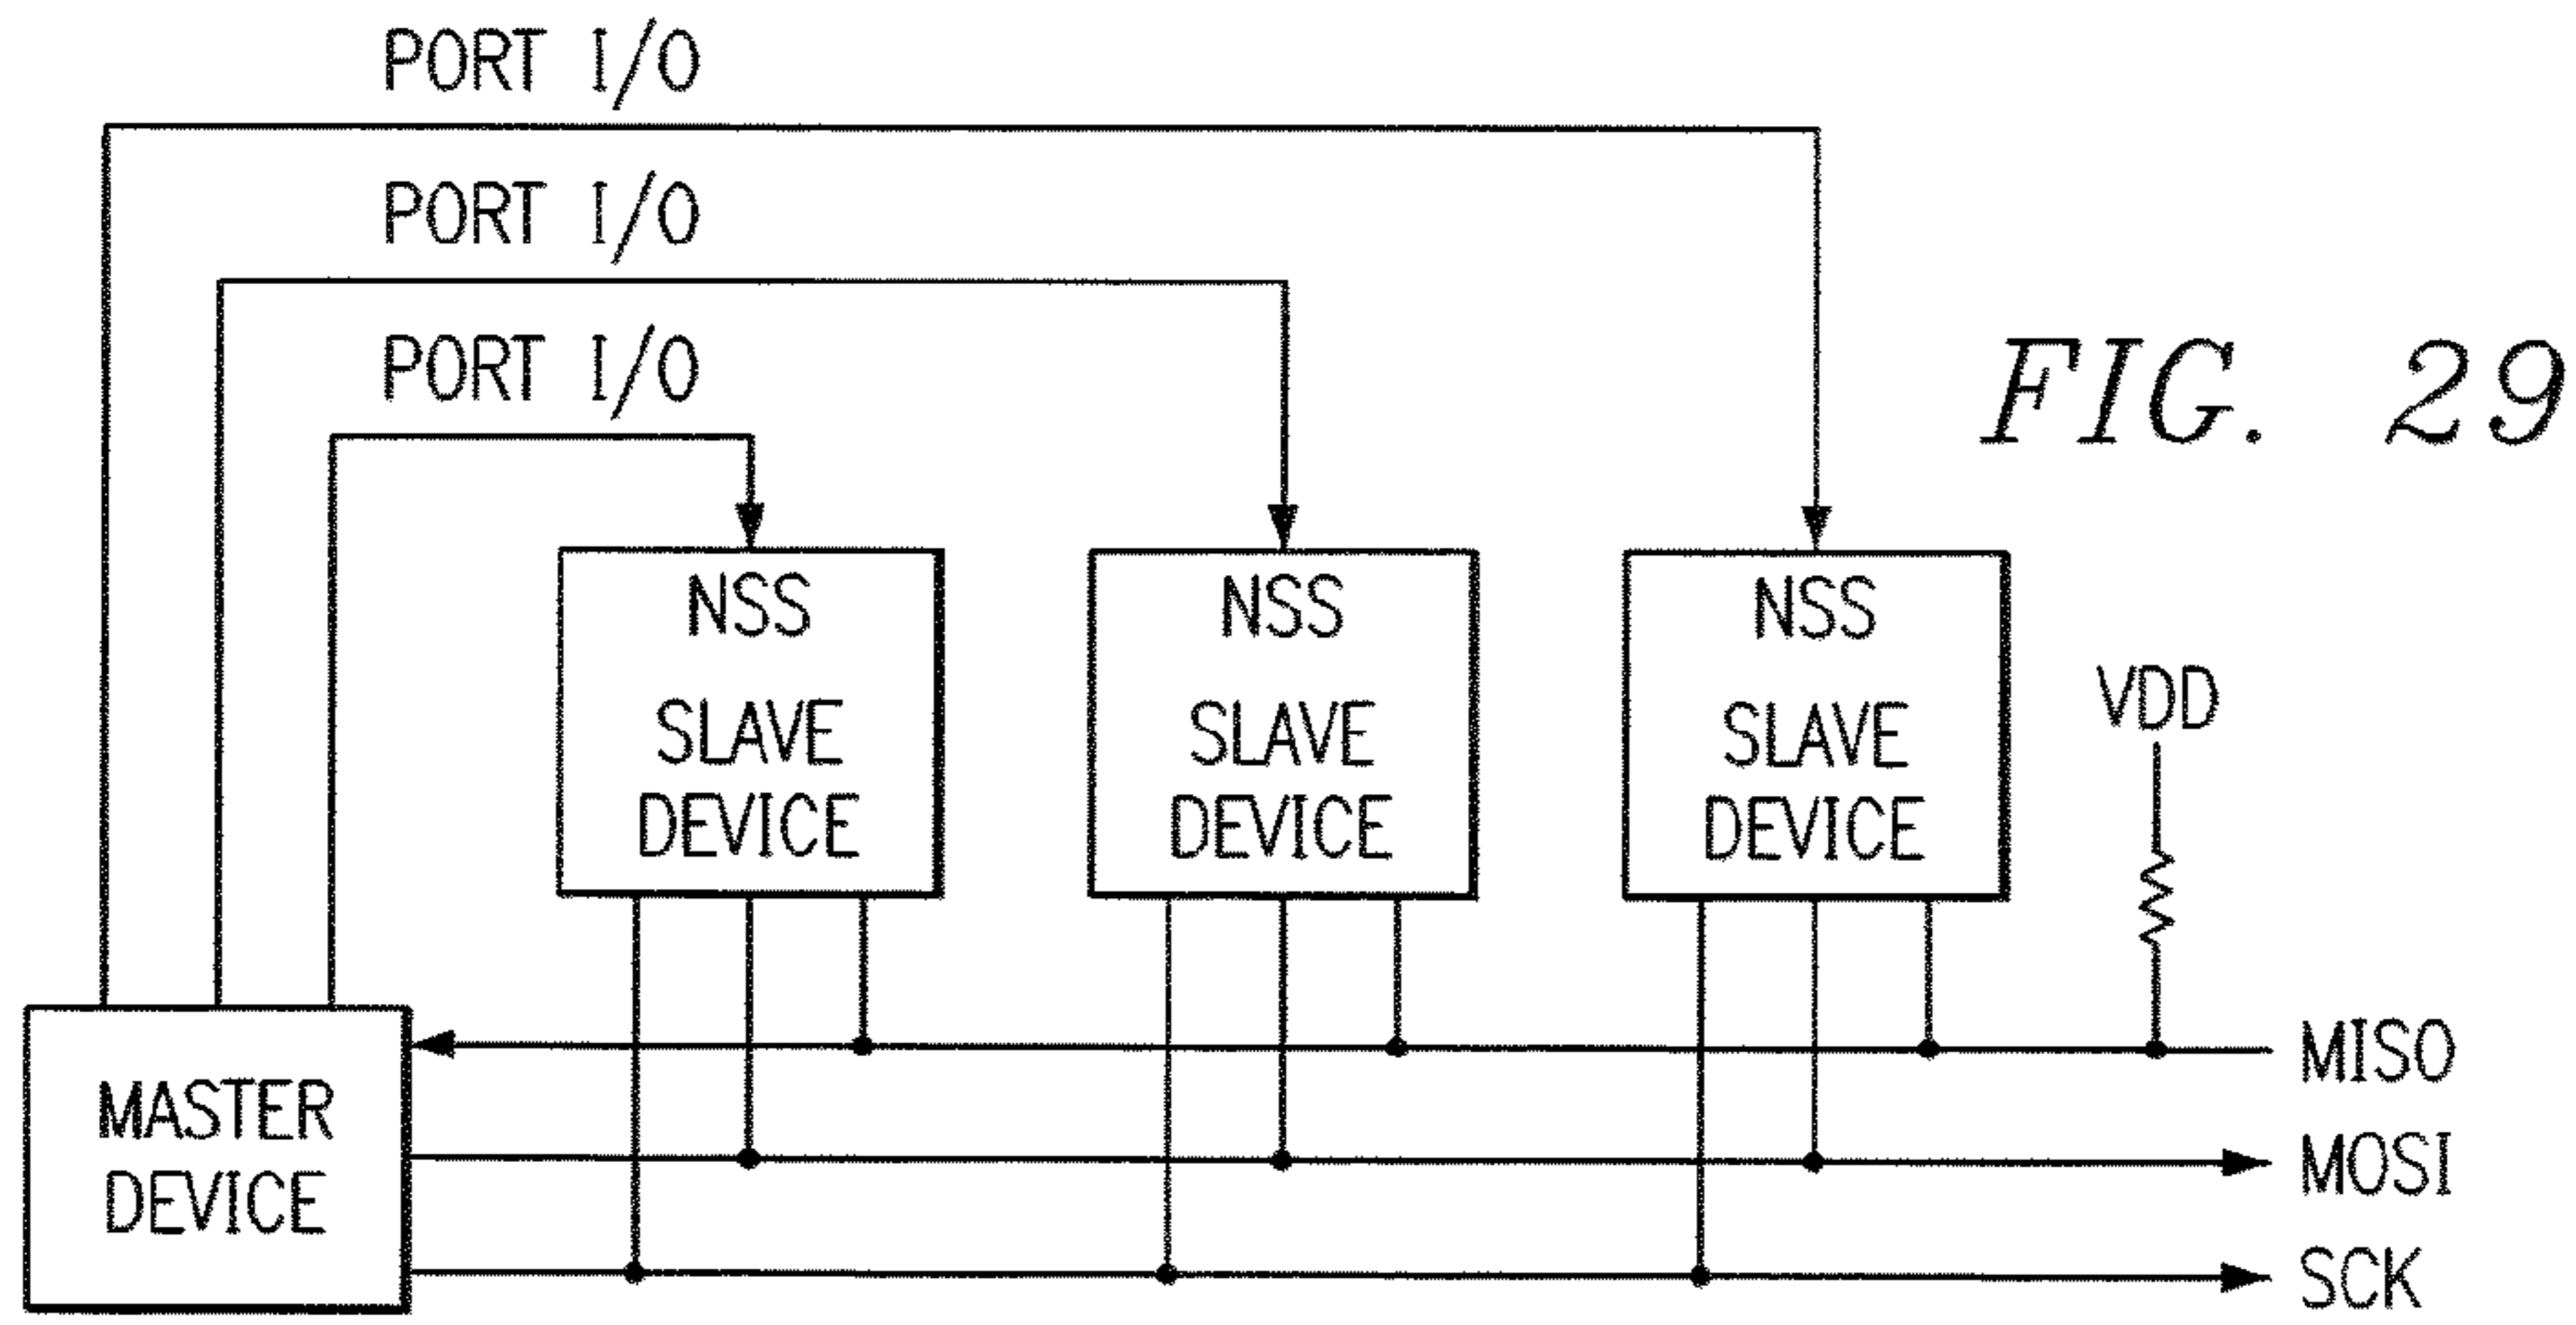 PORT I/O
PORT I/O
PORT I/O
FIG. 29
NSS
SLAVE
DEVICE
NSS
SLAVE
DEVICE
NSS
SLAVE
DEVICE
VDD
MASTER
DEVICE
MISO
MOSI
SCK